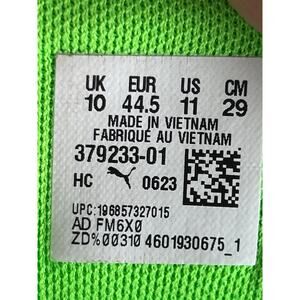 UK EUR US CM
10 44.5 11 29
MADE IN VIETNAM
FABRIQUÉ AU VIETNAM
379233-01
HC 0623
UPC:196857327015
AD FM6X0
ZD%00310 4601930675_1